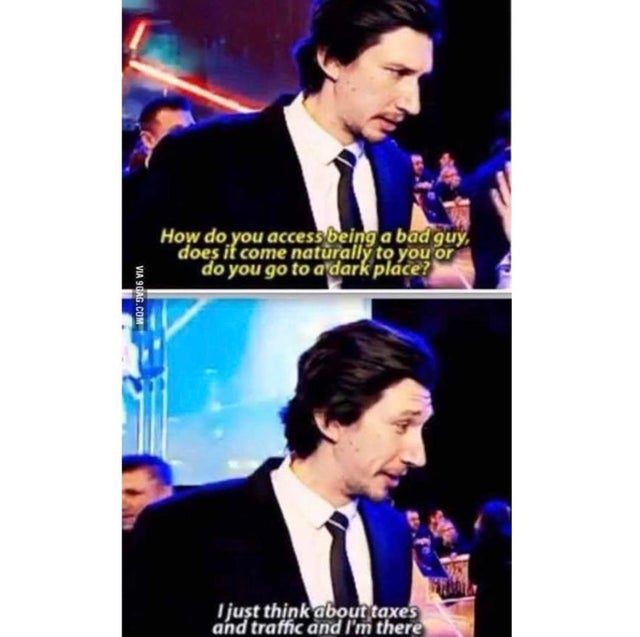 How do you access being a bad guy,
does it come naturally to you or
do you go to a dark place?
VIA 9GAG.COM
I just think about taxes
and traffic and I'm there